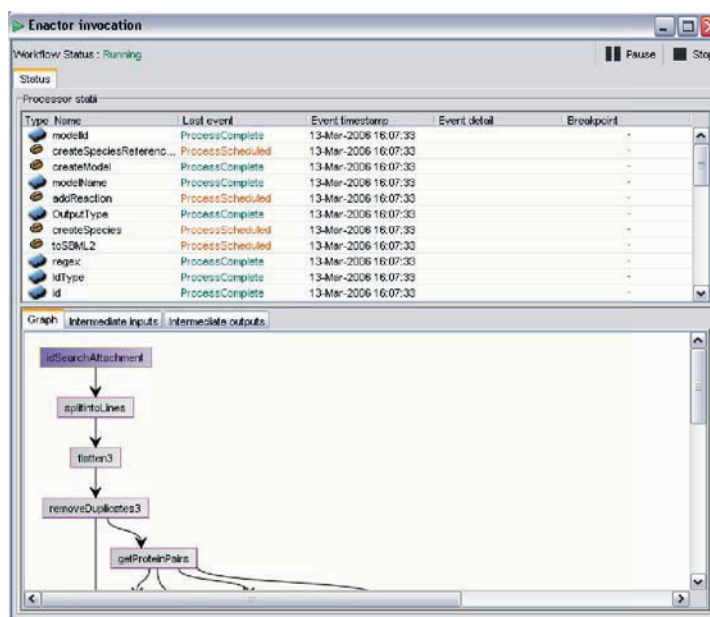 Enactor invocation
Workflow Status : Running Pause Stop
Status
Processor statii
Type Name Last event Event timestamp Event detail Breakpoint
modelId ProcessComplete 13-Mar-2006 16:07:33 -
createSpeciesReferenc... ProcessScheduled 13-Mar-2006 16:07:33 -
createModel ProcessComplete 13-Mar-2006 16:07:33 -
modelName ProcessComplete 13-Mar-2006 16:07:33 -
addReaction ProcessScheduled 13-Mar-2006 16:07:33 -
OutputType ProcessComplete 13-Mar-2006 16:07:33 -
createSpecies ProcessScheduled 13-Mar-2006 16:07:33 -
toSBML2 ProcessScheduled 13-Mar-2006 16:07:33 -
regex ProcessComplete 13-Mar-2006 16:07:33 -
IdType ProcessComplete 13-Mar-2006 16:07:33 -
id ProcessComplete 13-Mar-2006 16:07:33 -
Graph Intermediate inputs Intermediate outputs
idSearchAttachment
splitIntoLines
flatten3
removeDuplicates3
getProteinPairs